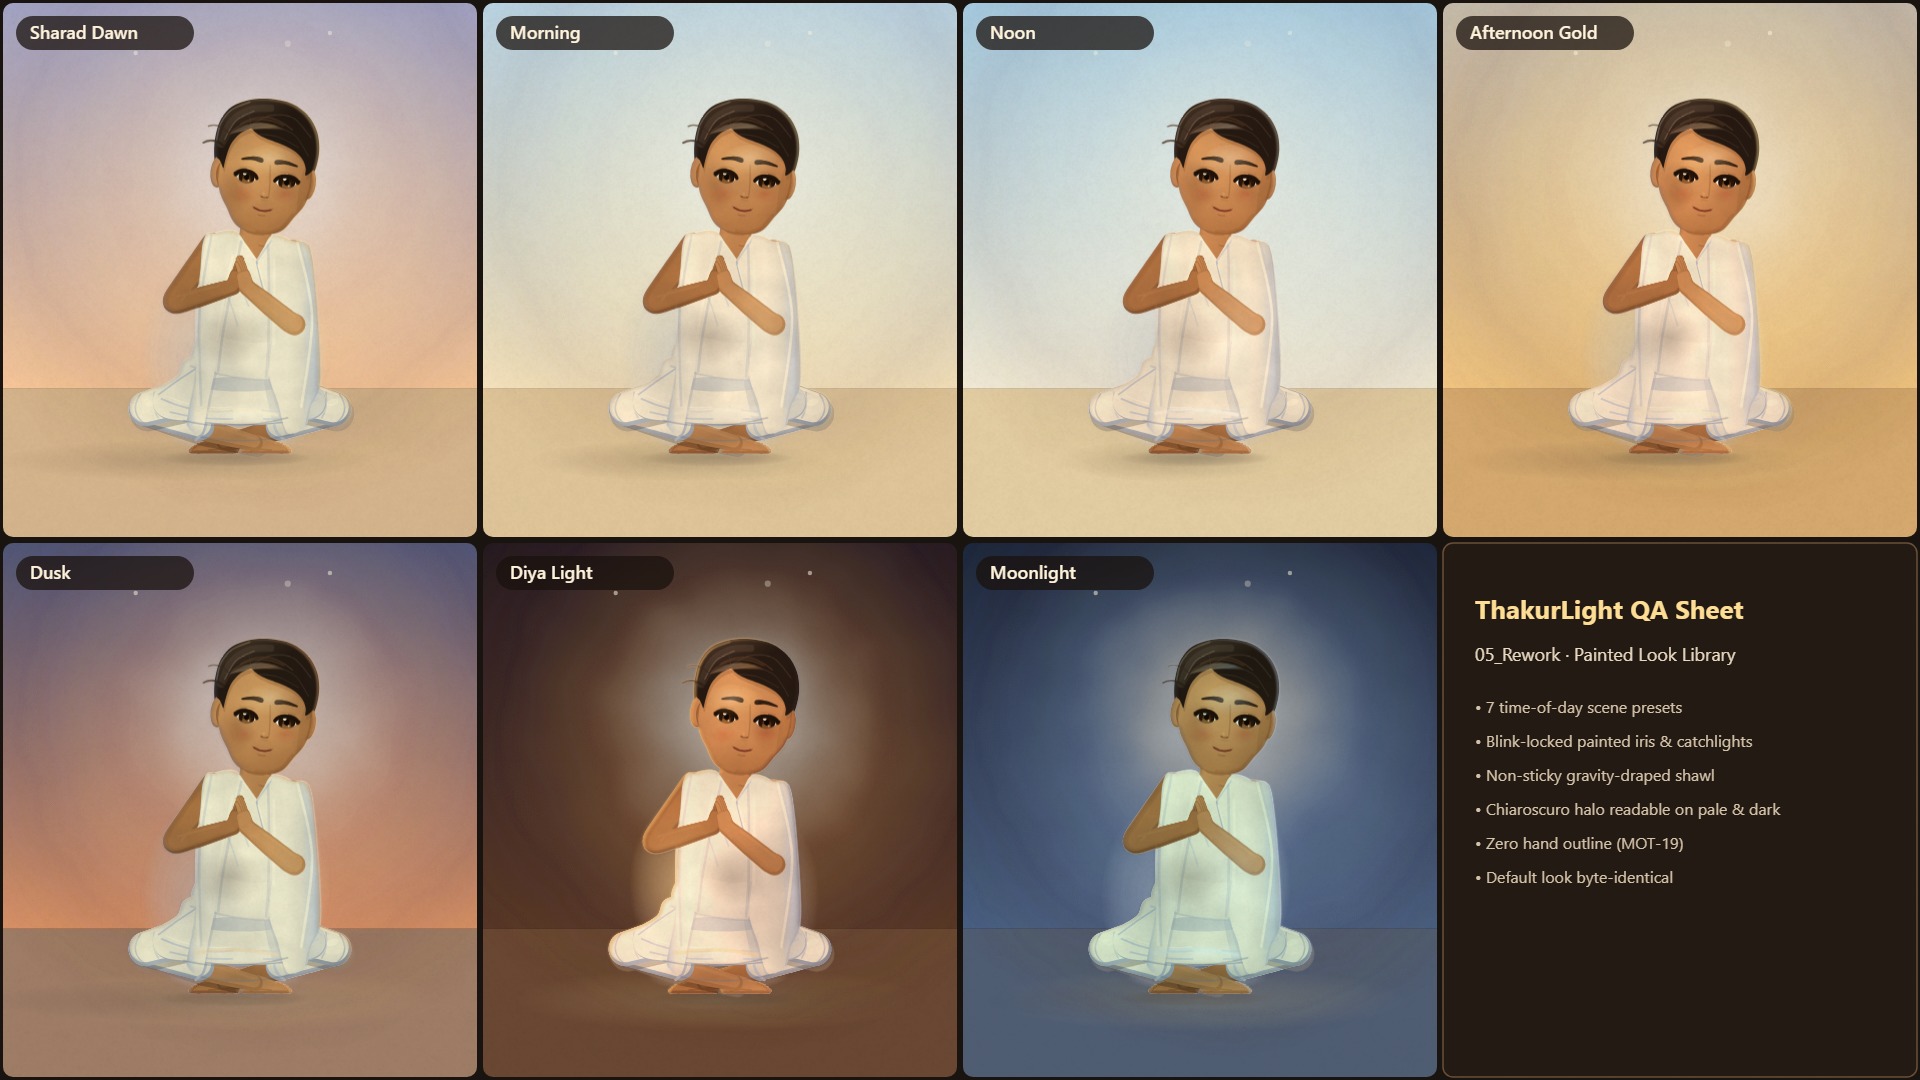 Sharad Dawn
Morning
Noon
Afternoon Gold
Dusk
Diya Light
Moonlight
ThakurLight QA Sheet
05_Rework · Painted Look Library
• 7 time-of-day scene presets
• Blink-locked painted iris & catchlights
• Non-sticky gravity-draped shawl
• Chiaroscuro halo readable on pale & dark
• Zero hand outline (MOT-19)
• Default look byte-identical